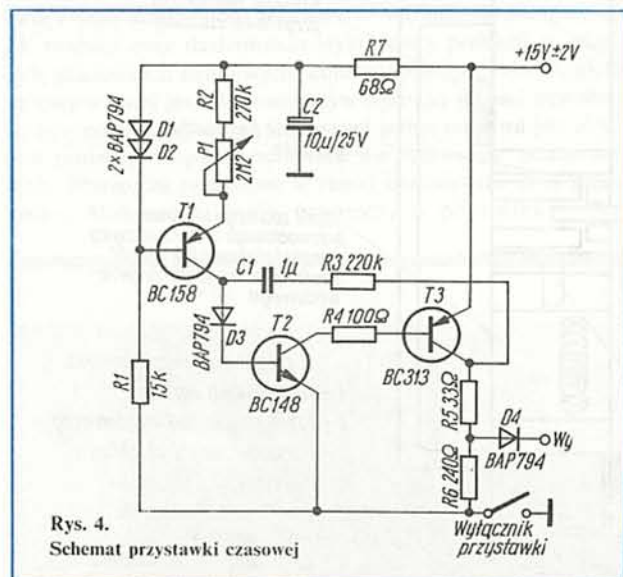 +15V±2V
R7
68Ω
R2
270k
C2
10µ/25V
2×BAP794
D1
D2
P1
2M2
T1
BC158
C1
1µ
R3 220k
T3
BAP794
D3
T2
R4 100Ω
BC313
BC148
R1
15k
R5 33Ω
D4
Wy
BAP794
R6 240Ω
Wyłącznik
przystawki
Rys. 4.
Schemat przystawki czasowej